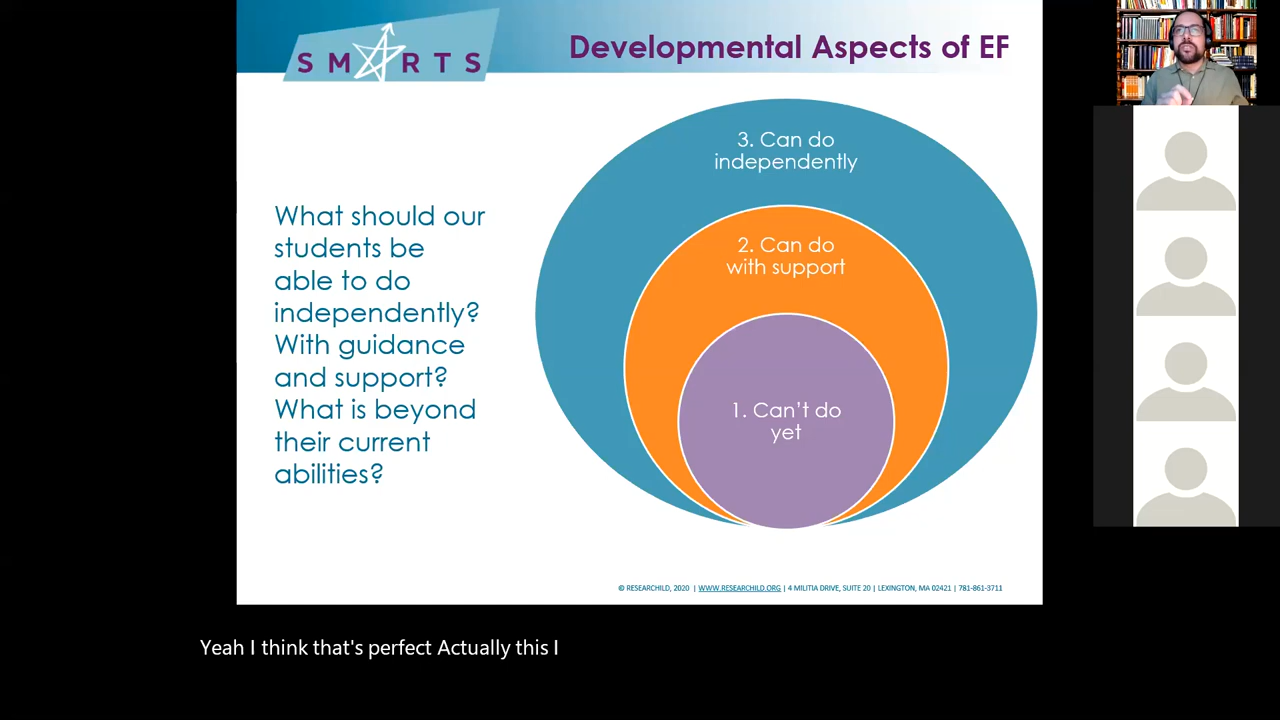 SMARTS
Developmental Aspects of EF
What should our
students be
able to do
independently?
With guidance
and support?
What is beyond
their current
abilities?
3. Can do
independently
2. Can do
with support
1. Can't do
yet
© RESEARCHILD, 2020 | WWW.RESEARCHILD.ORG | 4 MILITIA DRIVE, SUITE 20 | LEXINGTON, MA 02421 | 781-861-3711
Yeah I think that's perfect Actually this I